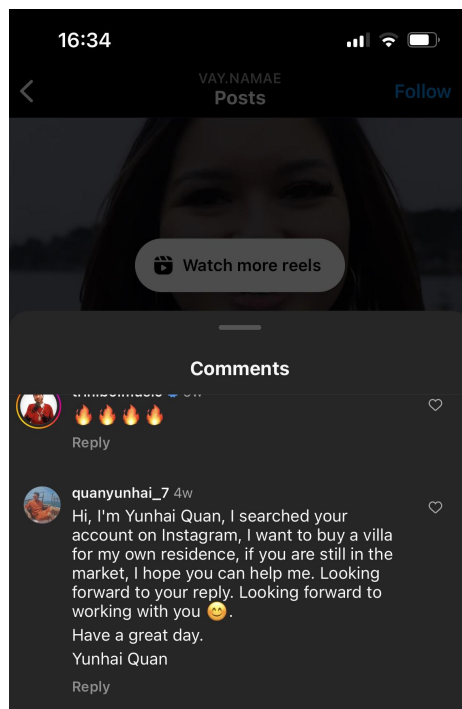 16:34
VAY.NAMAE
Posts
Follow
Watch more reels
Comments
🔥🔥🔥🔥
Reply
quanyunhai_7 4w
Hi, I'm Yunhai Quan, I searched your
account on Instagram, I want to buy a villa
for my own residence, if you are still in the
market, I hope you can help me. Looking
forward to your reply. Looking forward to
working with you 😊.
Have a great day.
Yunhai Quan
Reply